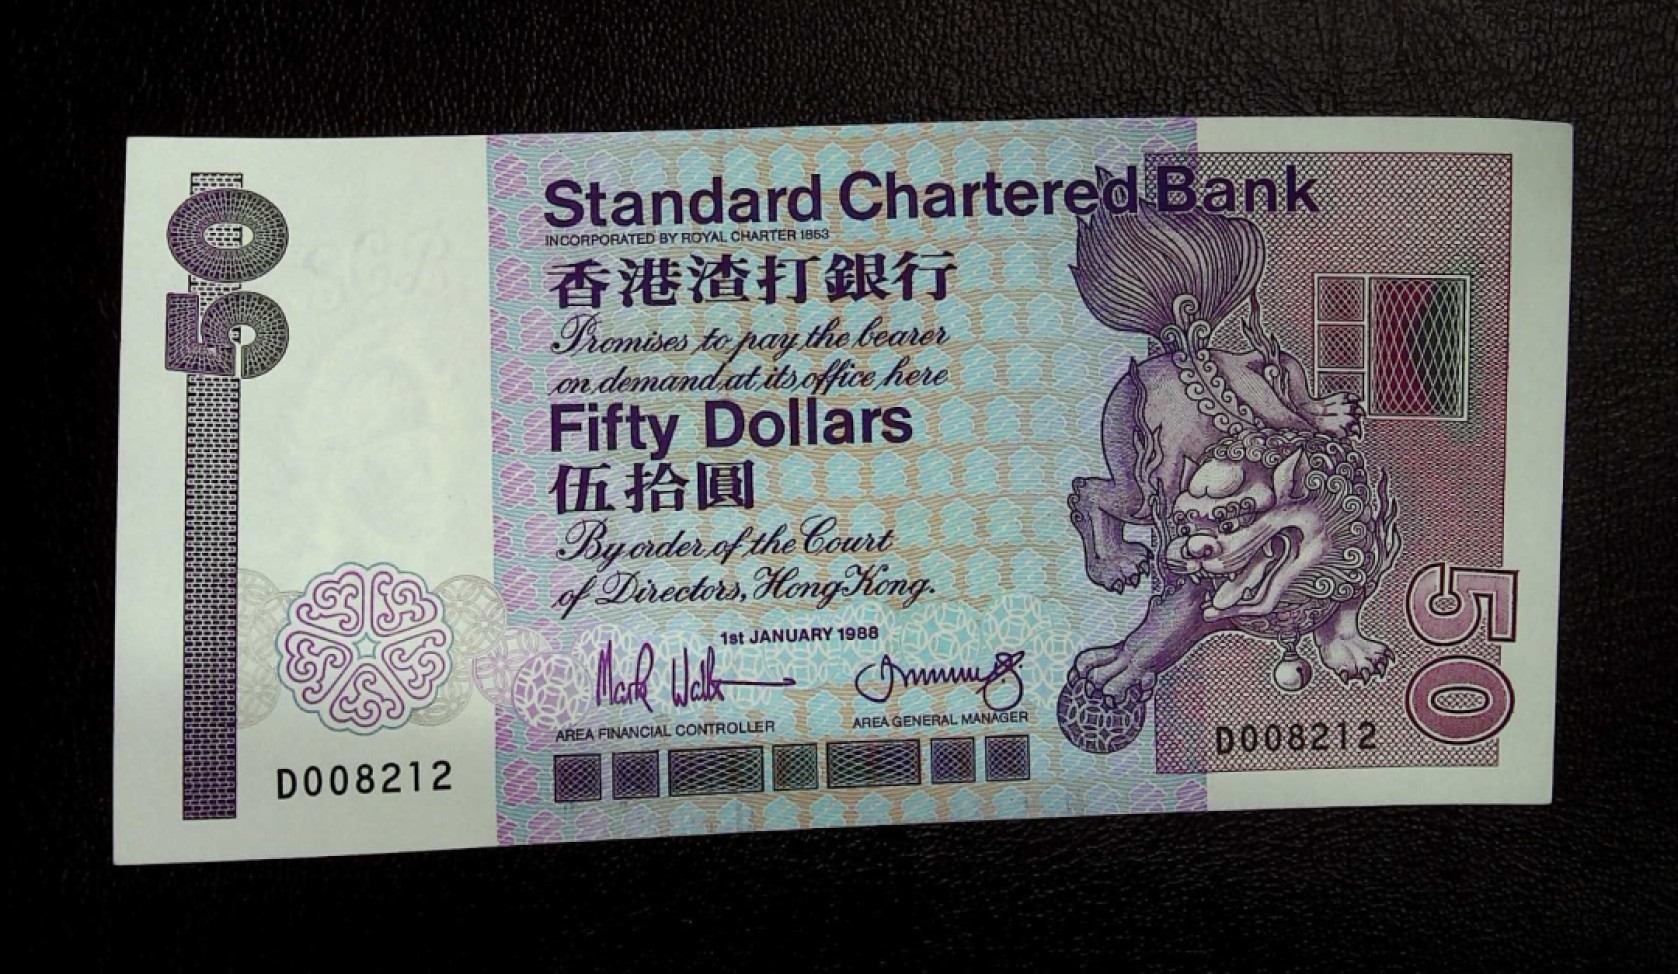 50
Standard Chartered Bank
INCORPORATED BY ROYAL CHARTER 1853
香港渣打銀行
Promises to pay the bearer
on demand at its office here
Fifty Dollars
伍拾圓
By order of the Court
of Directors, Hong Kong.
1st JANUARY 1988
Mark Walls
AREA FINANCIAL CONTROLLER
AREA GENERAL MANAGER
D008212
D008212
50